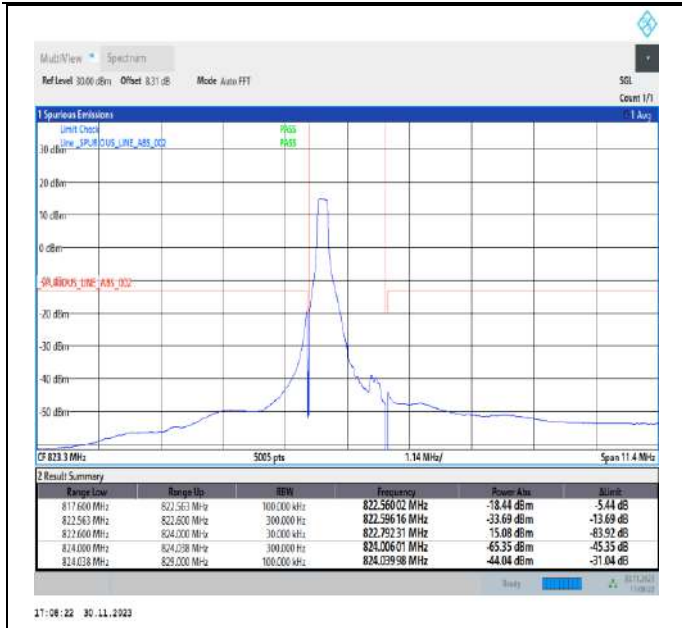 MultiView Spectrum
Ref Level 30.00 dBm Offset 8.31 dB Mode Auto FFT SGL
Count 1/1
1 Spurious Emissions 1 Avg
Limit Check PASS
30 dBm Line _SPURIOUS_LINE_ABS_002 PASS
20 dBm
10 dBm
0 dBm
_SPURIOUS_LINE_ABS_002
-20 dBm
-30 dBm
-40 dBm
-50 dBm
CF 823.3 MHz 5005 pts 1.14 MHz/ Span 11.4 MHz
2 Result Summary
Range Low Range Up RBW Frequency Power Abs ΔLimit
817.600 MHz 822.563 MHz 100.000 kHz 822.56002 MHz -18.44 dBm -5.44 dB
822.563 MHz 822.600 MHz 300.000 Hz 822.59616 MHz -33.69 dBm -13.69 dB
822.600 MHz 824.000 MHz 30.000 kHz 822.79231 MHz 15.08 dBm -83.92 dB
824.000 MHz 824.038 MHz 300.000 Hz 824.00601 MHz -65.35 dBm -45.35 dB
824.038 MHz 829.000 MHz 100.000 kHz 824.03998 MHz -44.04 dBm -31.04 dB
Ready 30.11.2023
17:08:22
17:08:22 30.11.2023